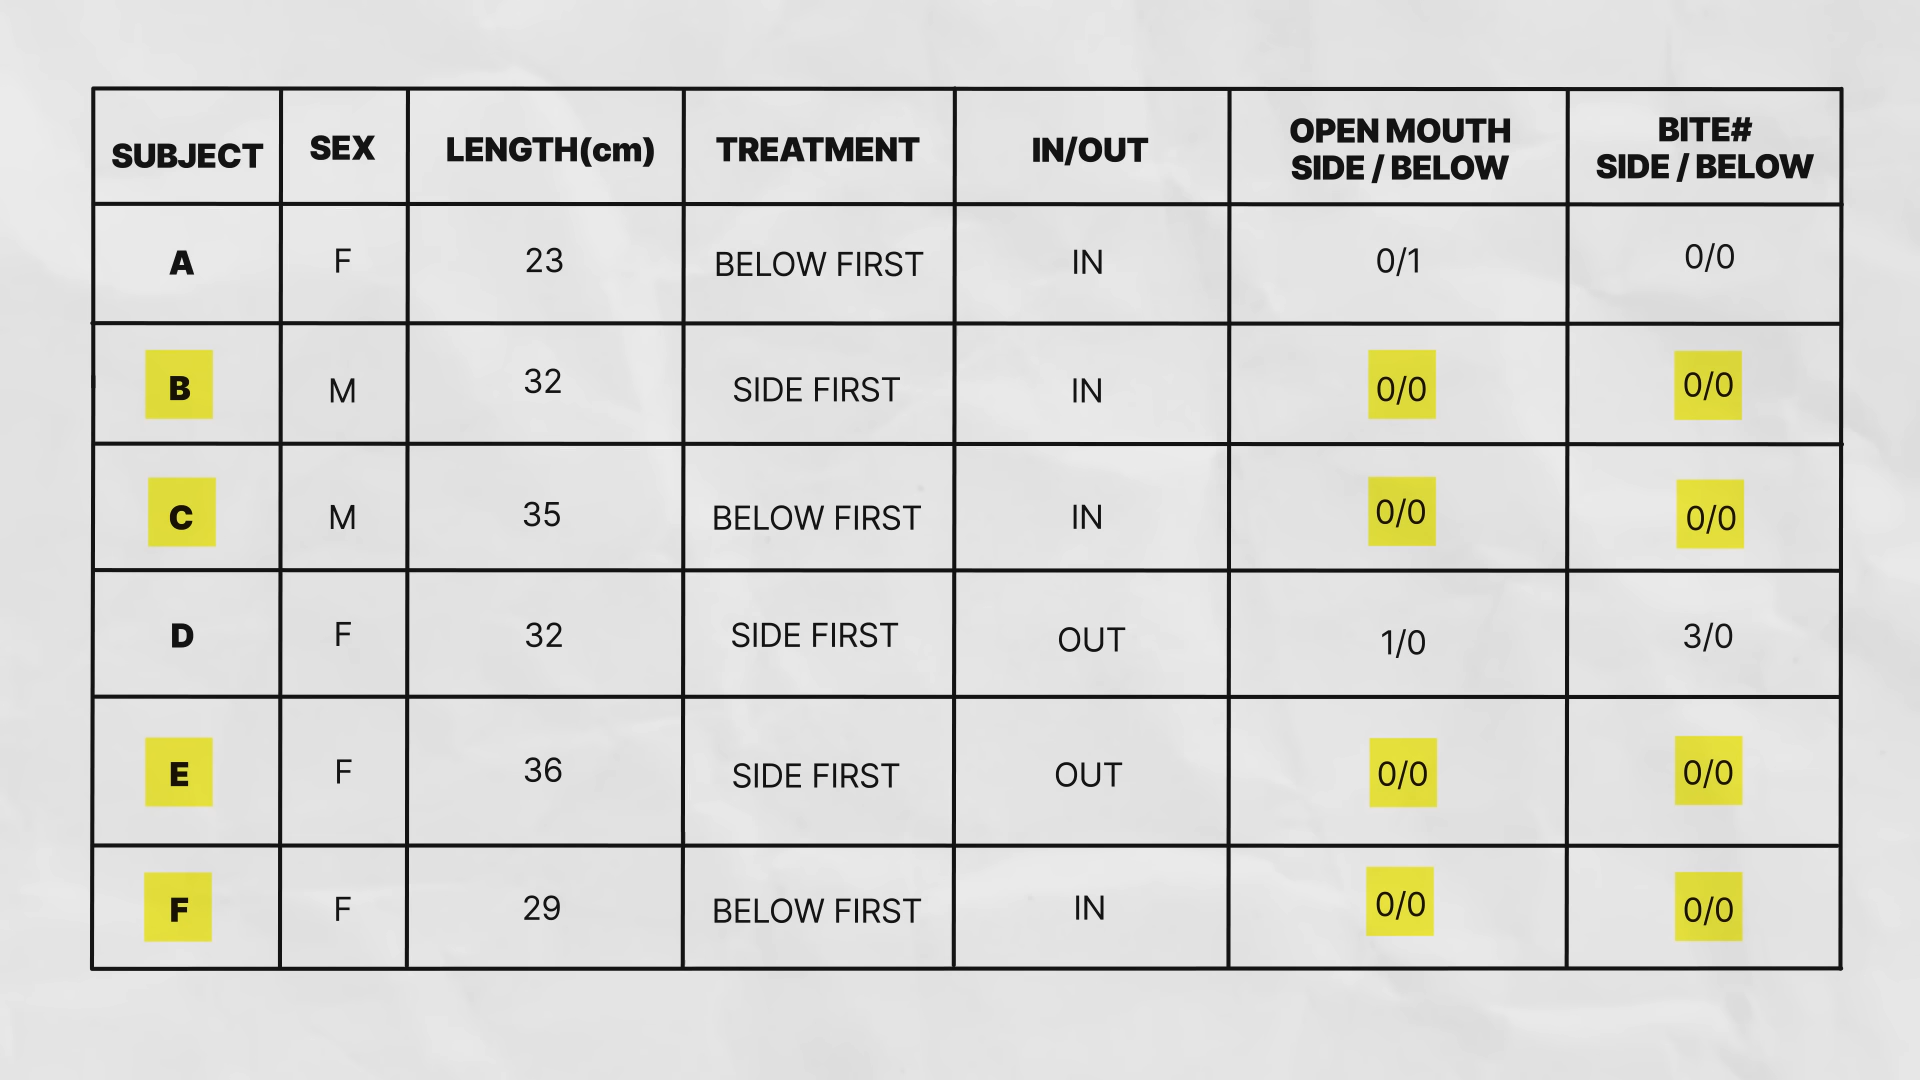 SUBJECT SEX LENGTH(cm) TREATMENT IN/OUT OPEN MOUTH SIDE / BELOW BITE# SIDE / BELOW
A F 23 BELOW FIRST IN 0/1 0/0
B M 32 SIDE FIRST IN 0/0 0/0
C M 35 BELOW FIRST IN 0/0 0/0
D F 32 SIDE FIRST OUT 1/0 3/0
E F 36 SIDE FIRST OUT 0/0 0/0
F F 29 BELOW FIRST IN 0/0 0/0